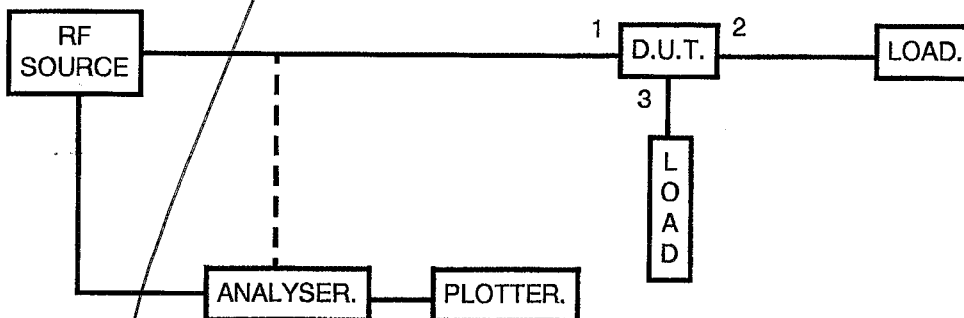 RF
SOURCE
1
D.U.T.
2
LOAD.
3
L
O
A
D
ANALYSER.
PLOTTER.